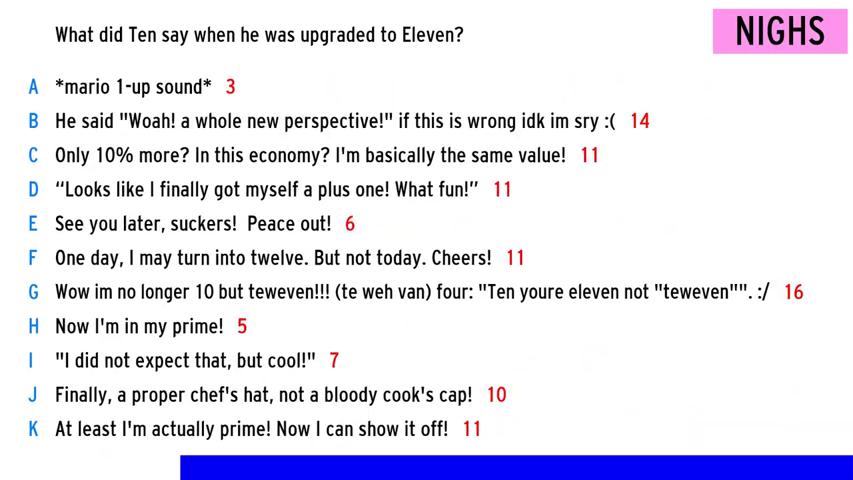 What did Ten say when he was upgraded to Eleven?
NIGHS
A *mario 1-up sound* 3
B He said "Woah! a whole new perspective!" if this is wrong idk im sry :( 14
C Only 10% more? In this economy? I'm basically the same value! 11
D “Looks like I finally got myself a plus one! What fun!” 11
E See you later, suckers!  Peace out! 6
F One day, I may turn into twelve. But not today. Cheers! 11
G Wow im no longer 10 but teweven!!! (te weh van) four: "Ten youre eleven not "teweven"". :/ 16
H Now I'm in my prime! 5
I "I did not expect that, but cool!" 7
J Finally, a proper chef's hat, not a bloody cook's cap! 10
K At least I'm actually prime! Now I can show it off! 11